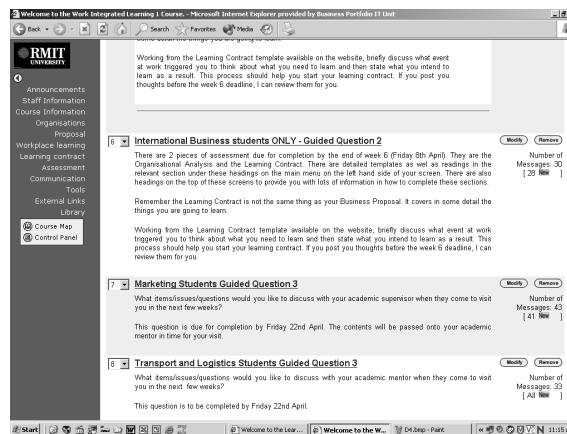 Welcome to the Work Integrated Learning 1 Course. - Microsoft Internet Explorer provided by Business Portfolio IT Unit
Back
Search
Favorites
Media
RMIT
UNIVERSITY
Announcements
Staff Information
Course Information
Organisations
Proposal
Workplace learning
Learning contract
Assessment
Communication
Tools
External Links
Library
Course Map
Control Panel
Working from the Learning Contract template available on the website, briefly discuss what event
at work triggered you to think about what you need to learn and then state what you intend to
learn as a result. This process should help you start your learning contract. If you post you
thoughts before the week 6 deadline, I can review them for you.
6
International Business students ONLY - Guided Question 2
Modify
Remove
There are 2 pieces of assessment due for completion by the end of week 6 (Friday 8th April). They are the
Organisational Analysis and the Learning Contract. There are detailed templates as well as readings in the
relevant section under these headings on the main menu on the left hand side of your screen. There are also
headings on the top of these screens to provide you with lots of information in how to complete these sections.
Number of
Messages: 30
[ 28 New ]
Remember the Learning Contract is not the same thing as your Business Proposal. It covers in some detail the
things you are going to learn.
Working from the Learning Contract template available on the website, briefly discuss what event at work
triggered you to think about what you need to learn and then state what you intend to learn as a result. This
process should help you start your learning contract. If you post you thoughts before the week 6 deadline, I can
review them for you.
7
Marketing Students Guided Question 3
Modify
Remove
What items/issues/questions would you like to discuss with your academic supervisor when they come to visit
you in the next few weeks?
Number of
Messages: 43
[ 41 New ]
This question is due for completion by Friday 22nd April. The contents will be passed onto your academic
mentor in time for your visit.
8
Transport and Logistics Students Guided Question 3
Modify
Remove
What items/issues/questions would you like to discuss with your academic mentor when they come to visit
you in the next few weeks?
Number of
Messages: 33
[ All New ]
This question is to be completed by Friday 22nd April.
Start
Welcome to the Lear...
Welcome to the W...
D4.bmp - Paint
11:15